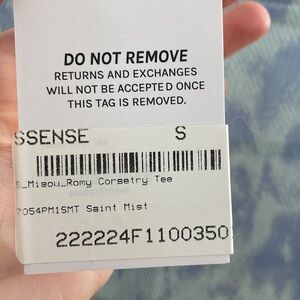 DO NOT REMOVE
RETURNS AND EXCHANGES
WILL NOT BE ACCEPTED ONCE
THIS TAG IS REMOVED.
SSENSE S
S_Miaou_Romy Corsetry Tee
7054PM1SMT Saint Mist
222224F1100350